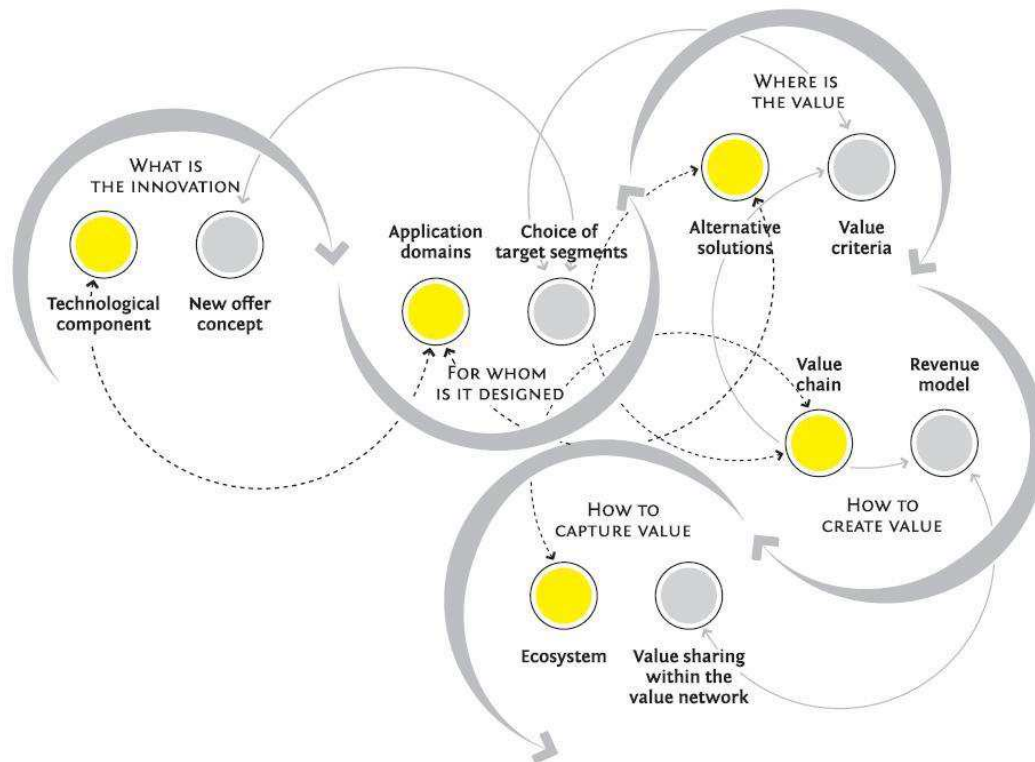 WHAT IS
THE INNOVATION
Technological
component
New offer
concept
Application
domains
Choice of
target segments
FOR WHOM
IS IT DESIGNED
WHERE IS
THE VALUE
Alternative
solutions
Value
criteria
Value
chain
Revenue
model
HOW TO
CREATE VALUE
HOW TO
CAPTURE VALUE
Ecosystem
Value sharing
within the
value network